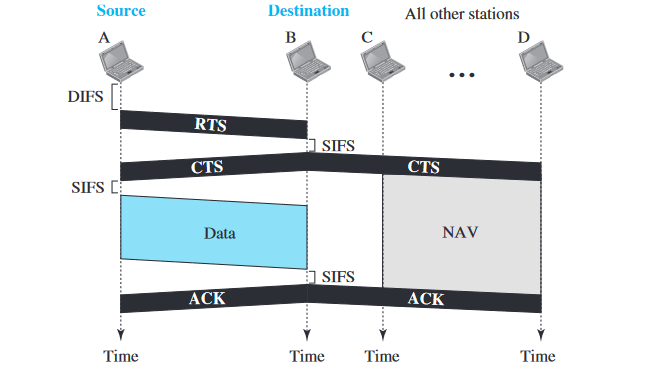 Source
Destination
All other stations
A
B
C
D
DIFS
RTS
SIFS
CTS
CTS
SIFS
Data
NAV
SIFS
ACK
ACK
Time
Time
Time
Time